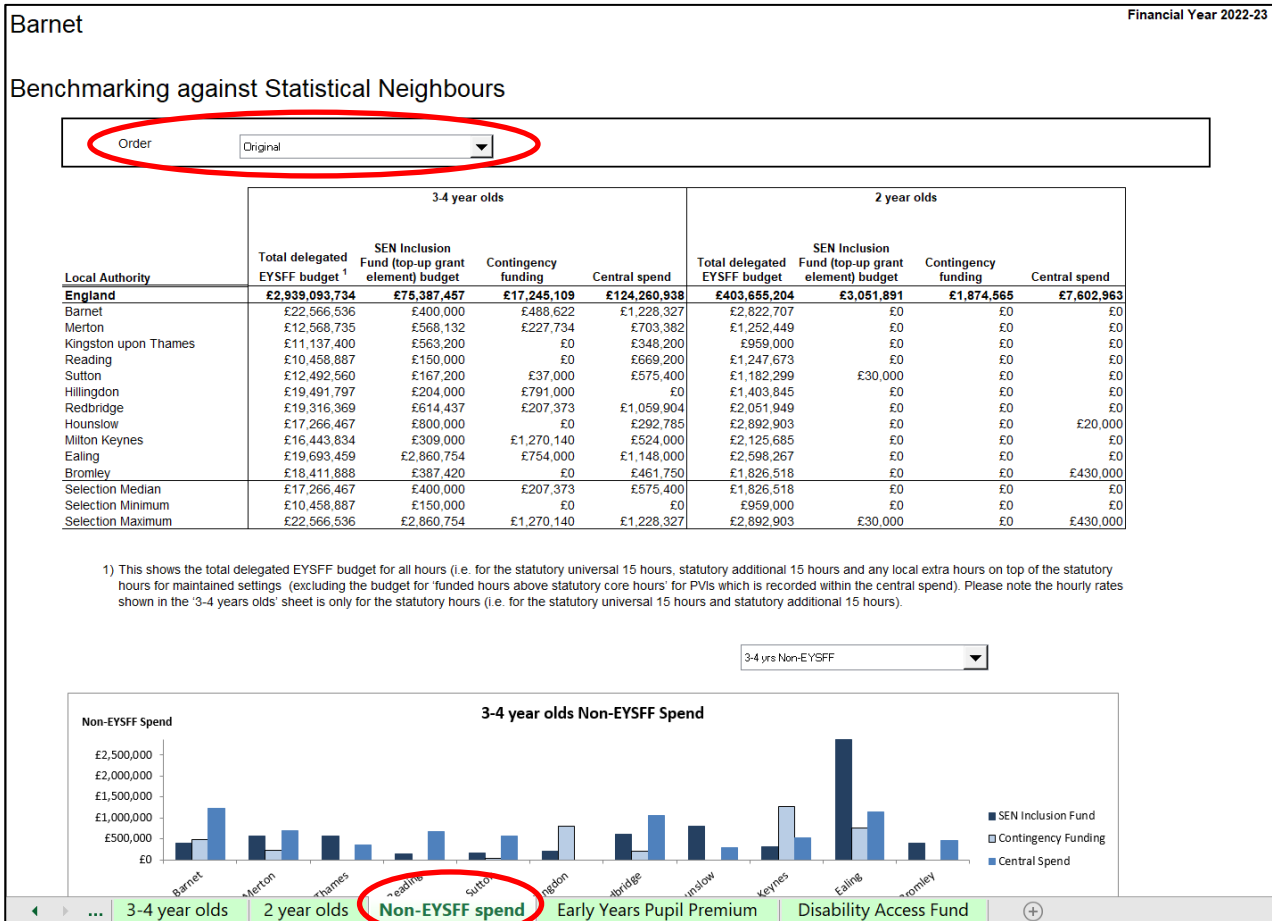 Barnet
Financial Year 2022-23
Benchmarking against Statistical Neighbours
Order Original
3-4 year olds 2 year olds
Local Authority Total delegated EYSFF budget 1 SEN Inclusion Fund (top-up grant element) budget Contingency funding Central spend Total delegated EYSFF budget SEN Inclusion Fund (top-up grant element) budget Contingency funding Central spend
England £2,939,093,734 £75,387,457 £17,245,109 £124,260,938 £403,655,204 £3,051,891 £1,874,565 £7,602,963
Barnet £22,566,536 £400,000 £488,622 £1,228,327 £2,822,707 £0 £0 £0
Merton £12,568,735 £568,132 £227,734 £703,382 £1,252,449 £0 £0 £0
Kingston upon Thames £11,137,400 £563,200 £0 £348,200 £959,000 £0 £0 £0
Reading £10,458,887 £150,000 £0 £669,200 £1,247,673 £0 £0 £0
Sutton £12,492,560 £167,200 £37,000 £575,400 £1,182,299 £30,000 £0 £0
Hillingdon £19,491,797 £204,000 £791,000 £0 £1,403,845 £0 £0 £0
Redbridge £19,316,369 £614,437 £207,373 £1,059,904 £2,051,949 £0 £0 £0
Hounslow £17,266,467 £800,000 £0 £292,785 £2,892,903 £0 £0 £20,000
Milton Keynes £16,443,834 £309,000 £1,270,140 £524,000 £2,125,685 £0 £0 £0
Ealing £19,693,459 £2,860,754 £754,000 £1,148,000 £2,598,267 £0 £0 £0
Bromley £18,411,888 £387,420 £0 £461,750 £1,826,518 £0 £0 £430,000
Selection Median £17,266,467 £400,000 £207,373 £575,400 £1,826,518 £0 £0 £0
Selection Minimum £10,458,887 £150,000 £0 £0 £959,000 £0 £0 £0
Selection Maximum £22,566,536 £2,860,754 £1,270,140 £1,228,327 £2,892,903 £30,000 £0 £430,000
1) This shows the total delegated EYSFF budget for all hours (i.e. for the statutory universal 15 hours, statutory additional 15 hours and any local extra hours on top of the statutory
hours for maintained settings (excluding the budget for 'funded hours above statutory core hours' for PVIs which is recorded within the central spend). Please note the hourly rates
shown in the '3-4 years olds' sheet is only for the statutory hours (i.e. for the statutory universal 15 hours and statutory additional 15 hours).
3-4 yrs Non-EYSFF
3-4 year olds Non-EYSFF Spend
Non-EYSFF Spend
£2,500,000
£2,000,000
£1,500,000
£1,000,000
£500,000
£0
SEN Inclusion Fund
Contingency Funding
Central Spend
Barnet Merton Thames Reading Sutton ngdon dbridge unslow Keynes Ealing romley
... 3-4 year olds 2 year olds Non-EYSFF spend Early Years Pupil Premium Disability Access Fund